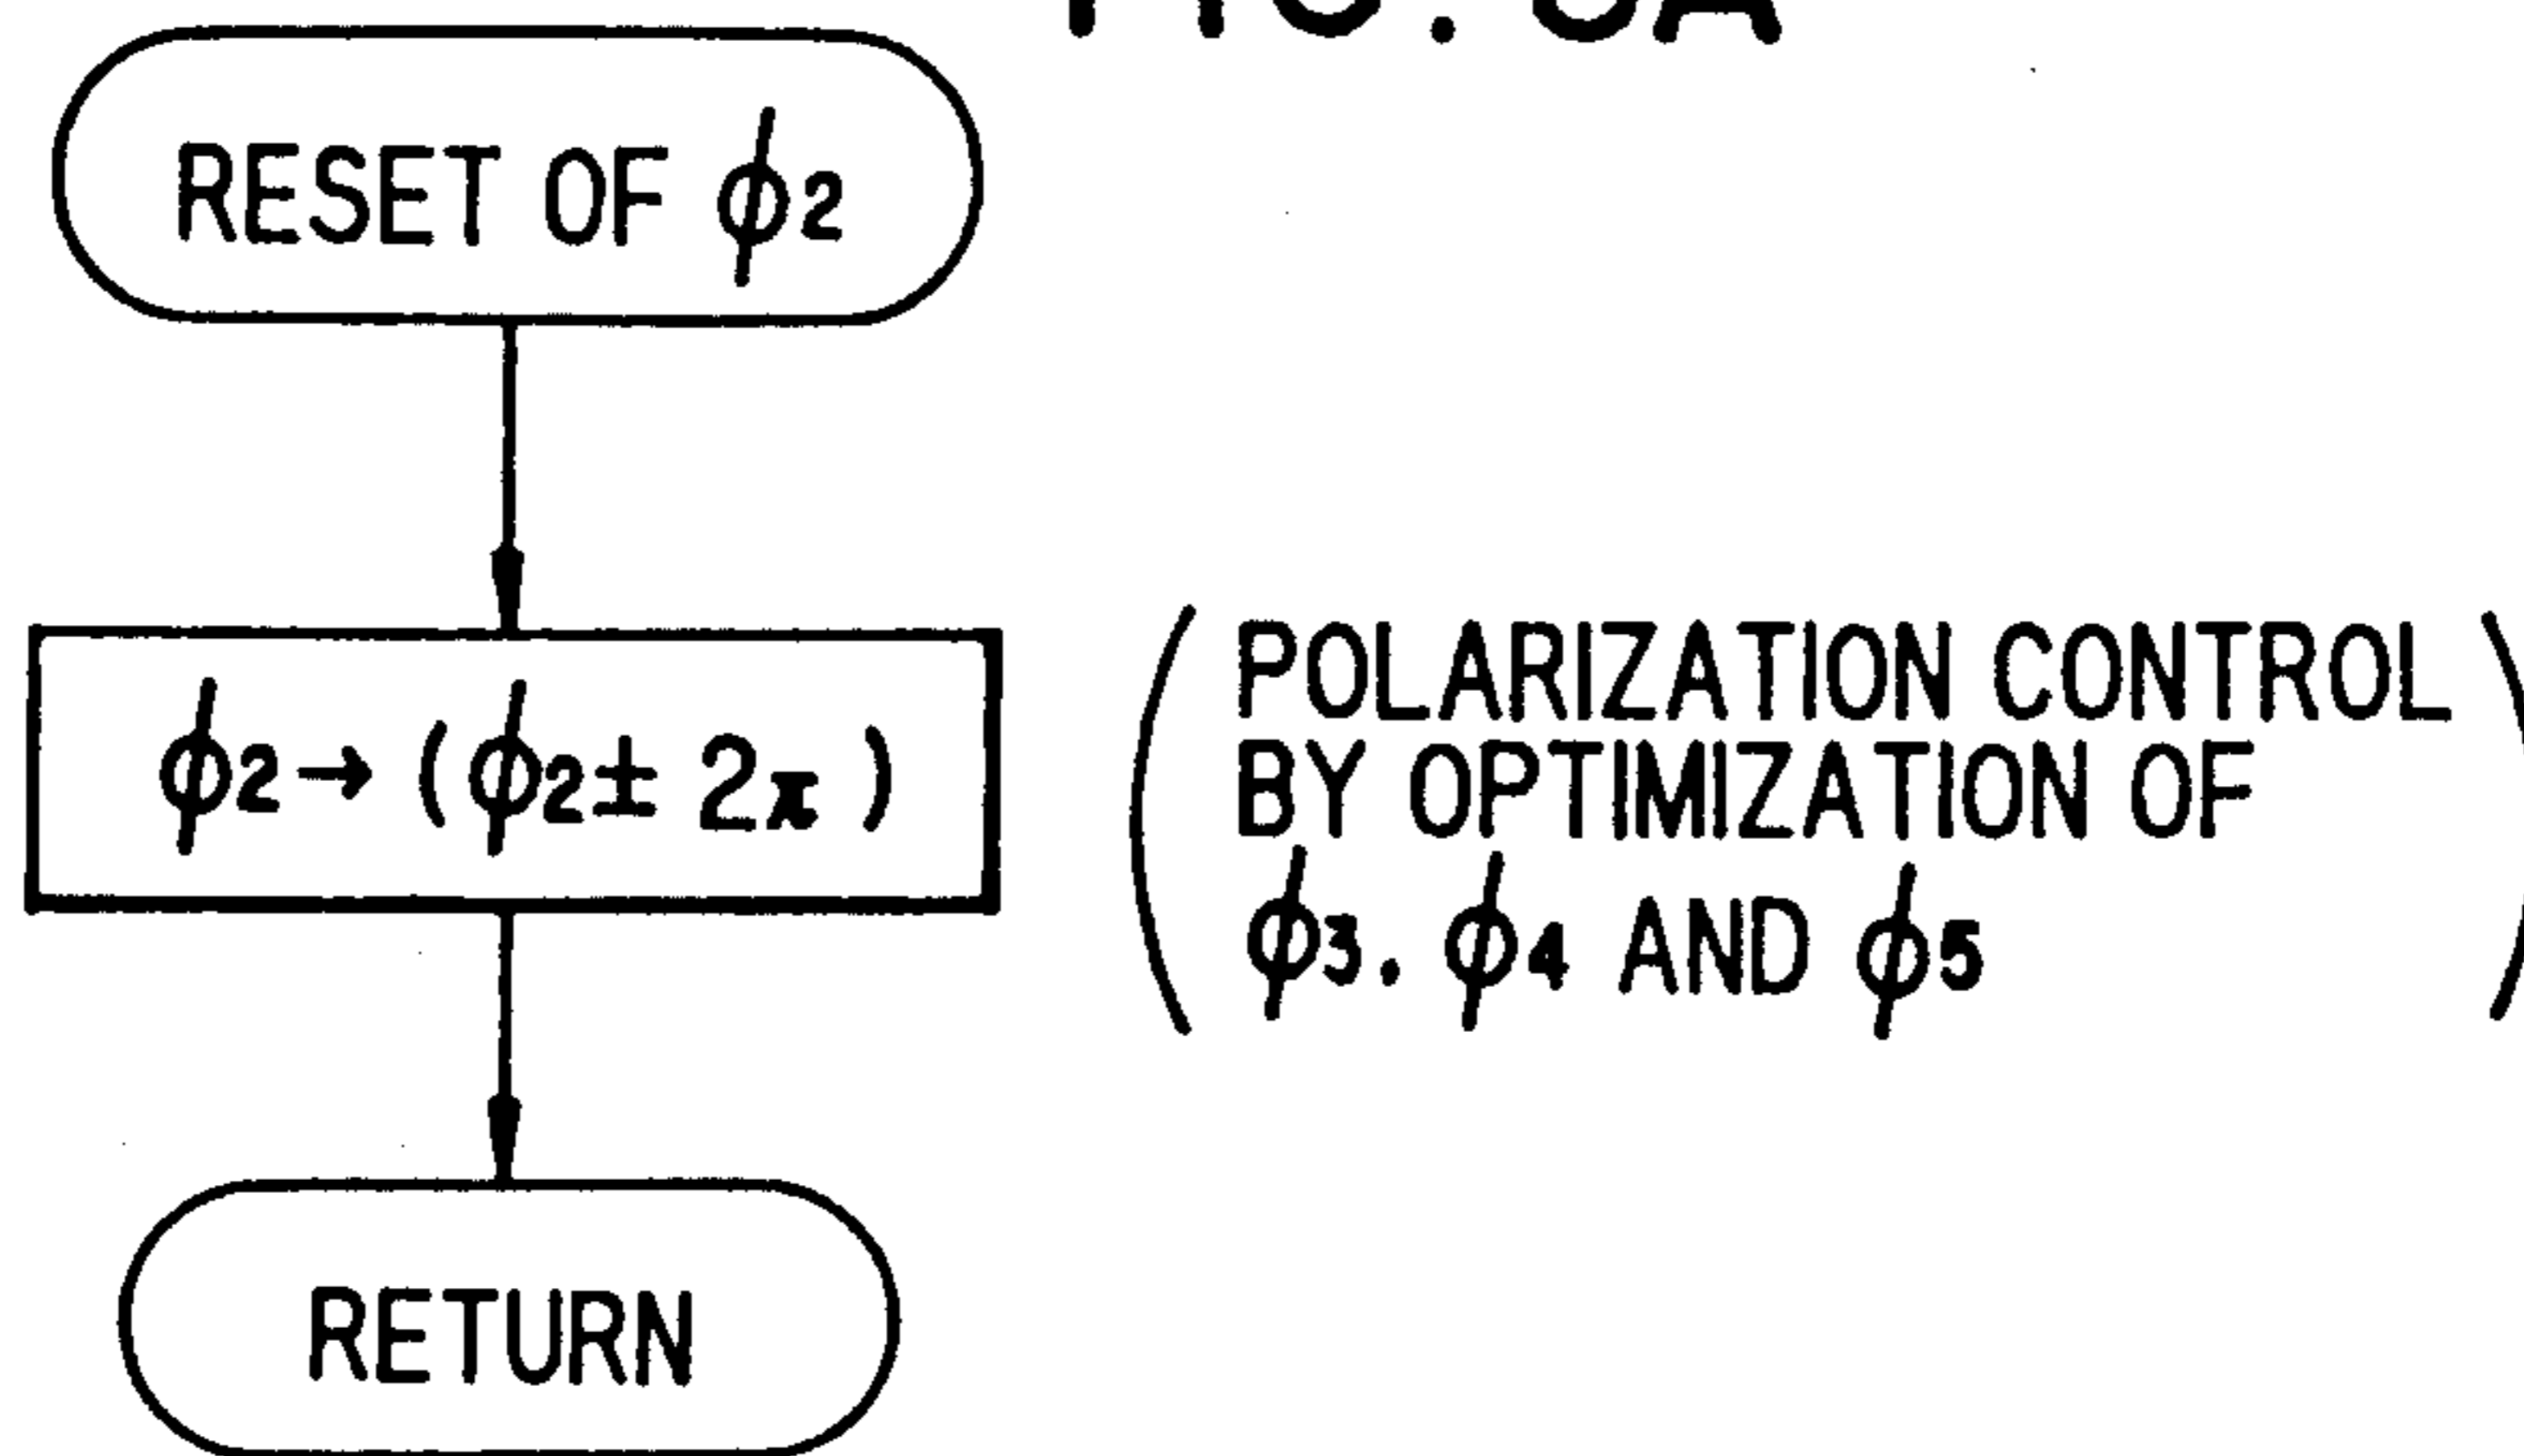 RESET OF ϕ2
ϕ2→(ϕ2± 2π)
(POLARIZATION CONTROL
BY OPTIMIZATION OF
ϕ3. ϕ4 AND ϕ5)
RETURN